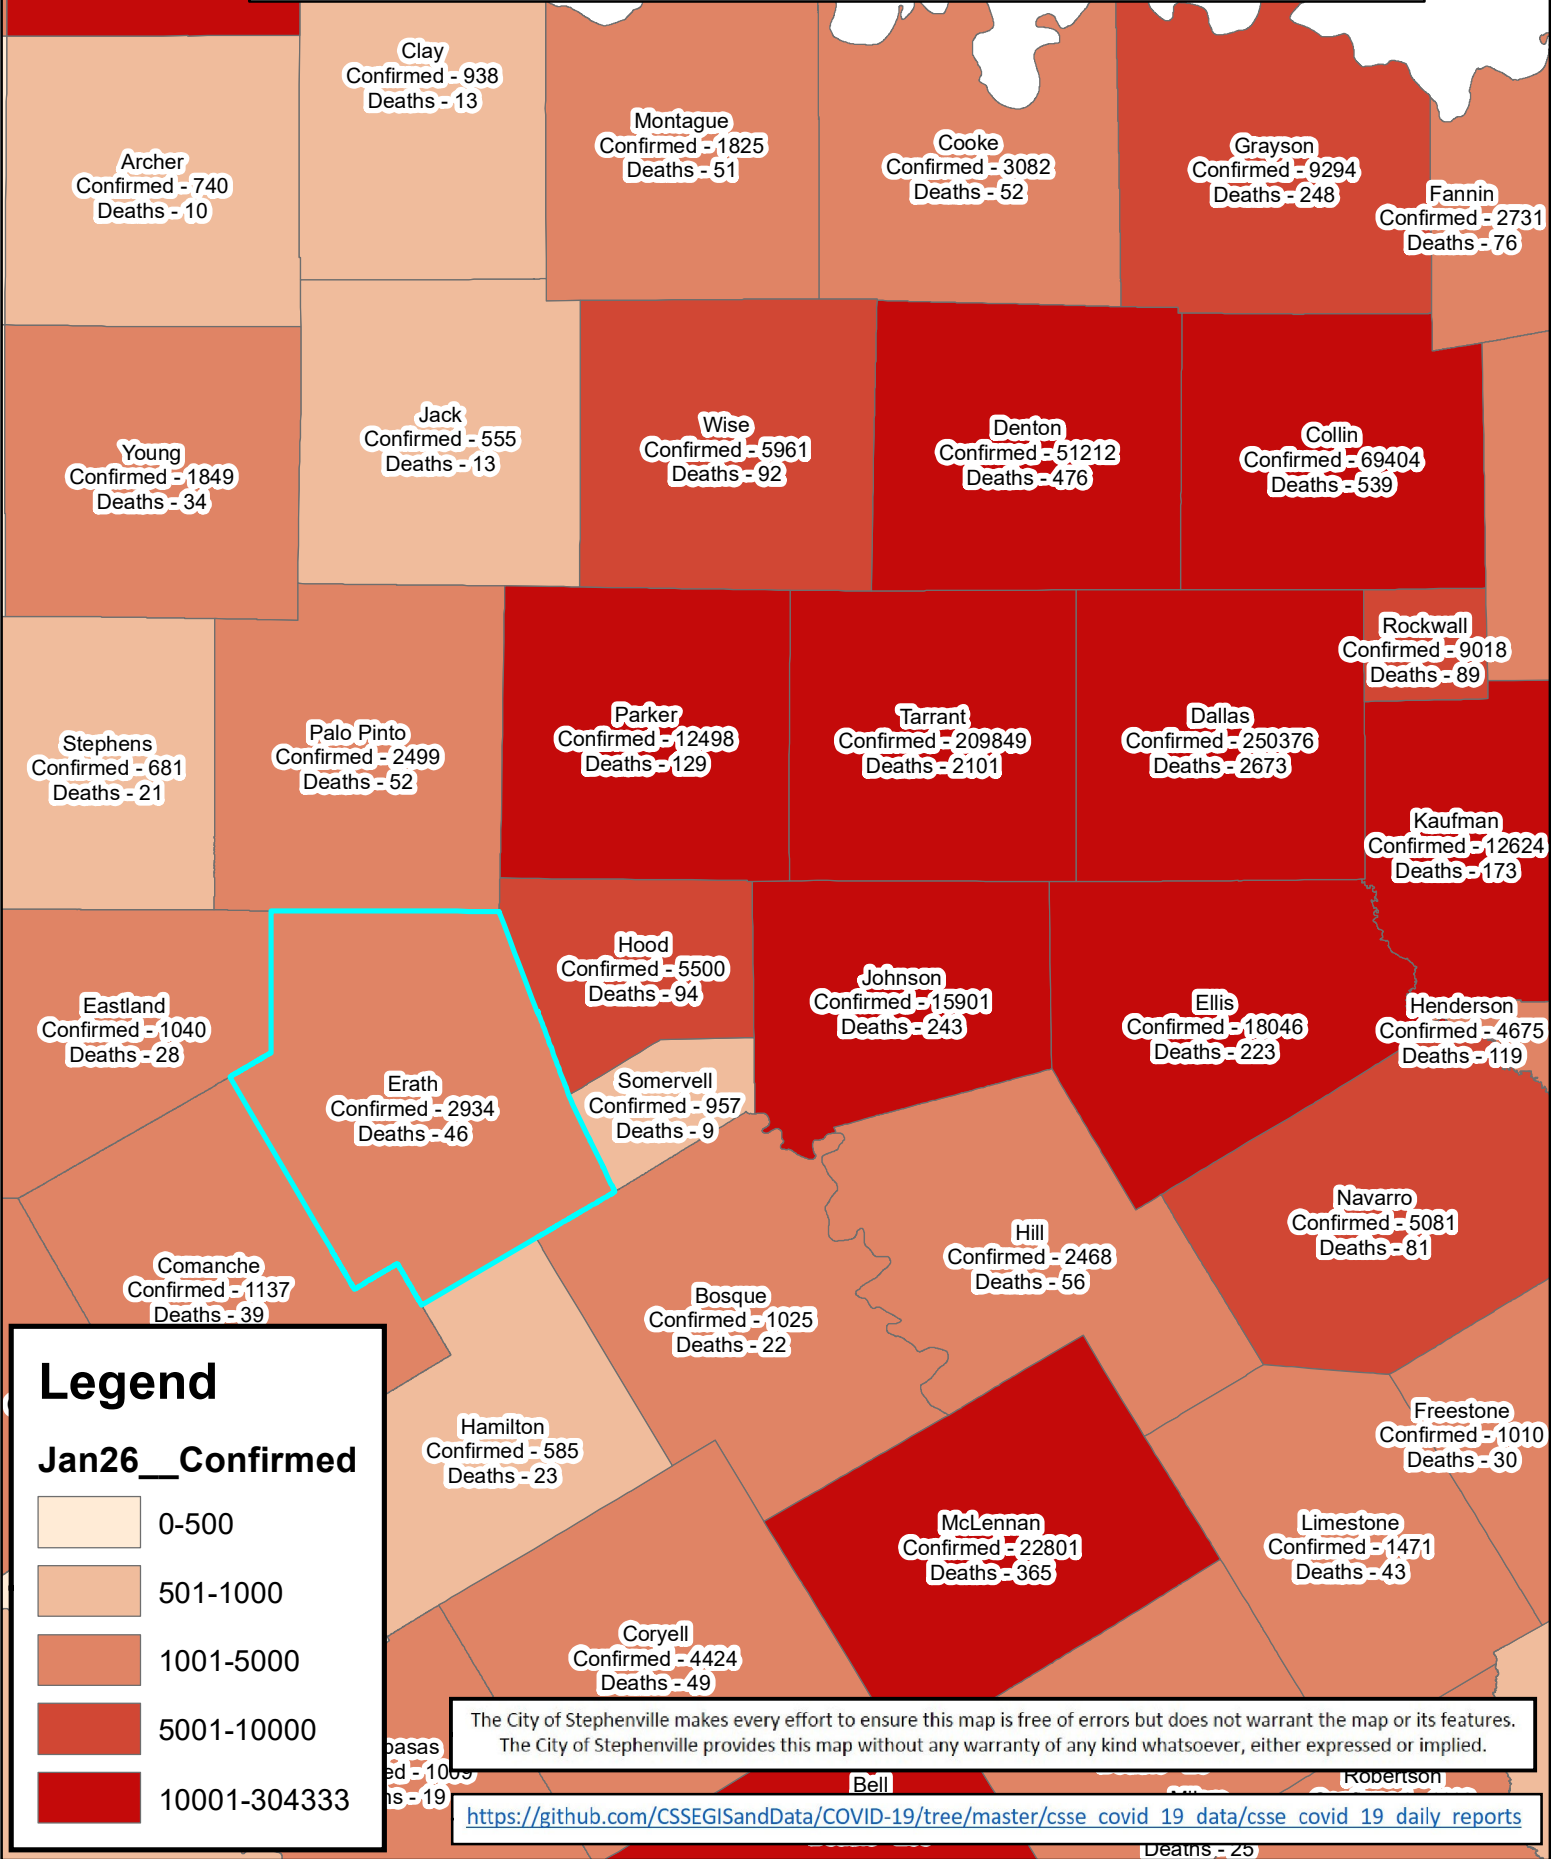 Clay
Confirmed - 938
Deaths - 13
Montague
Confirmed - 1825
Deaths - 51
Cooke
Confirmed - 3082
Deaths - 52
Grayson
Confirmed - 9294
Deaths - 248
Archer
Confirmed - 740
Deaths - 10
Fannin
Confirmed - 2731
Deaths - 76
Young
Confirmed - 1849
Deaths - 34
Jack
Confirmed - 555
Deaths - 13
Wise
Confirmed - 5961
Deaths - 92
Denton
Confirmed - 51212
Deaths - 476
Collin
Confirmed - 69404
Deaths - 539
Rockwall
Confirmed - 9018
Deaths - 89
Stephens
Confirmed - 681
Deaths - 21
Palo Pinto
Confirmed - 2499
Deaths - 52
Parker
Confirmed - 12498
Deaths - 129
Tarrant
Confirmed - 209849
Deaths - 2101
Dallas
Confirmed - 250376
Deaths - 2673
Kaufman
Confirmed - 12624
Deaths - 173
Eastland
Confirmed - 1040
Deaths - 28
Erath
Confirmed - 2934
Deaths - 46
Hood
Confirmed - 5500
Deaths - 94
Somervell
Confirmed - 957
Deaths - 9
Johnson
Confirmed - 15901
Deaths - 243
Ellis
Confirmed - 18046
Deaths - 223
Henderson
Confirmed - 4675
Deaths - 119
Comanche
Confirmed - 1137
Deaths - 39
Bosque
Confirmed - 1025
Deaths - 22
Hill
Confirmed - 2468
Deaths - 56
Navarro
Confirmed - 5081
Deaths - 81
Hamilton
Confirmed - 585
Deaths - 23
McLennan
Confirmed - 22801
Deaths - 365
Limestone
Confirmed - 1471
Deaths - 43
Freestone
Confirmed - 1010
Deaths - 30
Coryell
Confirmed - 4424
Deaths - 49
Legend
Jan26__Confirmed
0-500
501-1000
1001-5000
5001-10000
10001-304333
The City of Stephenville makes every effort to ensure this map is free of errors but does not warrant the map or its features.
The City of Stephenville provides this map without any warranty of any kind whatsoever, either expressed or implied.
pasas
ed - 1009
ns - 19
Bell
Robertson
https://github.com/CSSEGISandData/COVID-19/tree/master/csse_covid_19_data/csse_covid_19_daily_reports
Deaths - 25